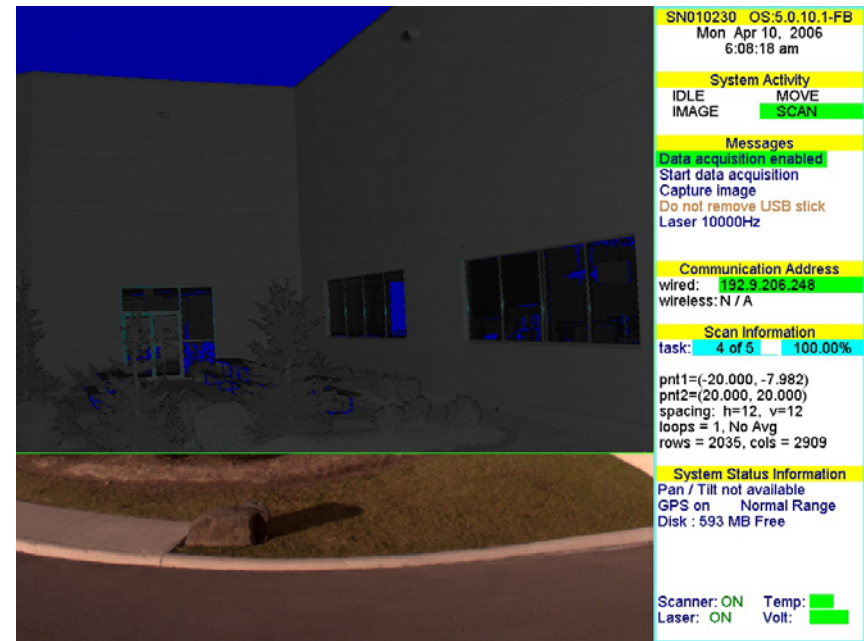 SN010230 OS:5.0.10.1-FB
Mon Apr 10, 2006
6:08:18 am
System Activity
IDLE MOVE
IMAGE SCAN
Messages
Data acquisition enabled
Start data acquisition
Capture image
Do not remove USB stick
Laser 10000Hz
Communication Address
wired: 192.9.206.248
wireless: N / A
Scan Information
task: 4 of 5 100.00%
pnt1=(-20.000, -7.982)
pnt2=(20.000, 20.000)
spacing: h=12, v=12
loops = 1, No Avg
rows = 2035, cols = 2909
System Status Information
Pan / Tilt not available
GPS on Normal Range
Disk : 593 MB Free
Scanner: ON Temp:
Laser: ON Volt: